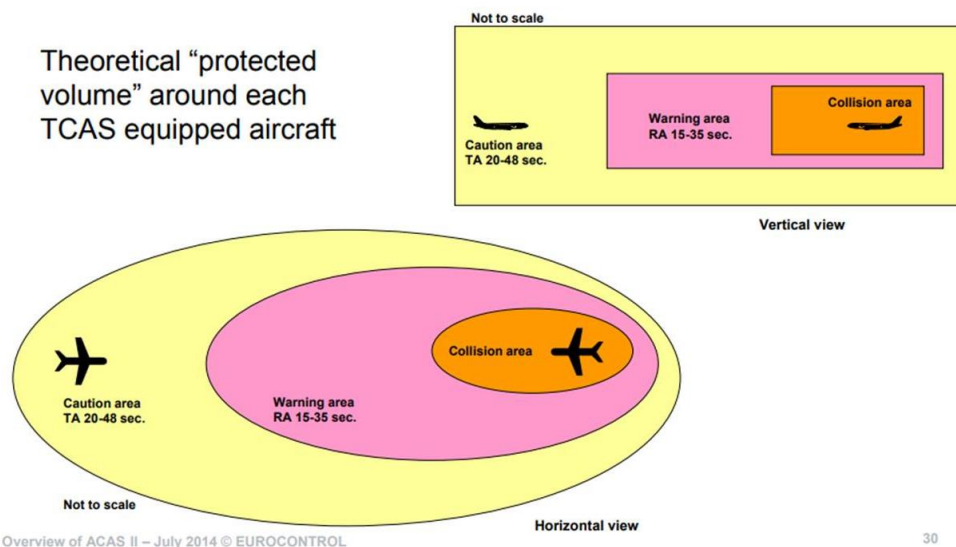 Theoretical “protected
volume” around each
TCAS equipped aircraft
Not to scale
Caution area
TA 20-48 sec.
Warning area
RA 15-35 sec.
Collision area
Vertical view
Caution area
TA 20-48 sec.
Warning area
RA 15-35 sec.
Collision area
Not to scale
Horizontal view
Overview of ACAS II – July 2014 © EUROCONTROL
30